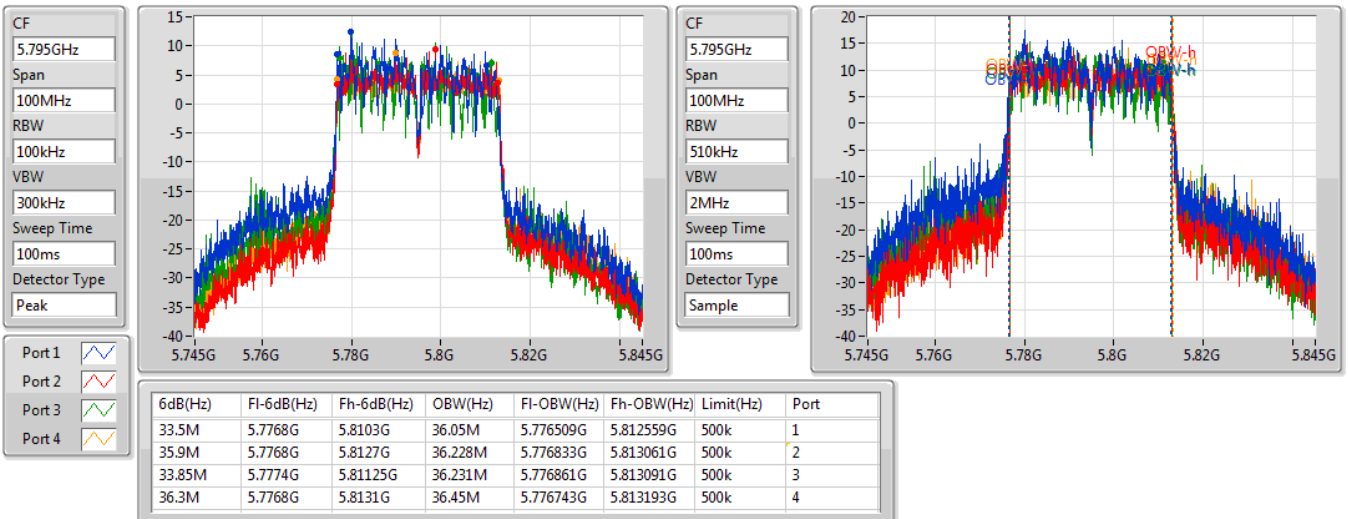 CF
5.795GHz
Span
100MHz
RBW
100kHz
VBW
300kHz
Sweep Time
100ms
Detector Type
Peak
15
10
5
0
-5
-10
-15
-20
-25
-30
-35
-40
5.745G 5.76G 5.78G 5.8G 5.82G 5.845G
CF
5.795GHz
Span
100MHz
RBW
510kHz
VBW
2MHz
Sweep Time
100ms
Detector Type
Sample
20
15
10
5
0
-5
-10
-15
-20
-25
-30
-35
-40
OBW-h
5.745G 5.76G 5.78G 5.8G 5.82G 5.845G
Port 1
Port 2
Port 3
Port 4
6dB(Hz) Fl-6dB(Hz) Fh-6dB(Hz) OBW(Hz) Fl-OBW(Hz) Fh-OBW(Hz) Limit(Hz) Port
33.5M 5.7768G 5.8103G 36.05M 5.776509G 5.812559G 500k 1
35.9M 5.7768G 5.8127G 36.228M 5.776833G 5.813061G 500k 2
33.85M 5.7774G 5.81125G 36.231M 5.776861G 5.813091G 500k 3
36.3M 5.7768G 5.8131G 36.45M 5.776743G 5.813193G 500k 4